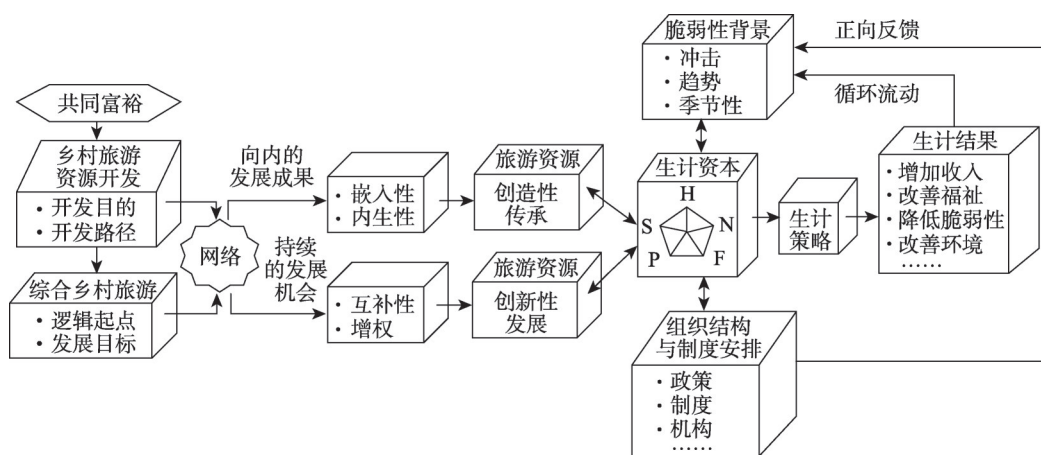 共同富裕
乡村旅游
资源开发
· 开发目的
· 开发路径
综合乡村旅游
· 逻辑起点
· 发展目标
网络
向内的
发展成果
持续
的发展
机会
· 嵌入性
· 内生性
· 互补性
· 增权
旅游资源
创造性
传承
旅游资源
创新性
发展
脆弱性背景
· 冲击
· 趋势
· 季节性
生计资本
H
S
N
P
F
组织结构
与制度安排
· 政策
· 制度
· 机构
……
生计
策略
正向反馈
循环流动
生计结果
· 增加收入
· 改善福祉
· 降低脆弱性
· 改善环境
……